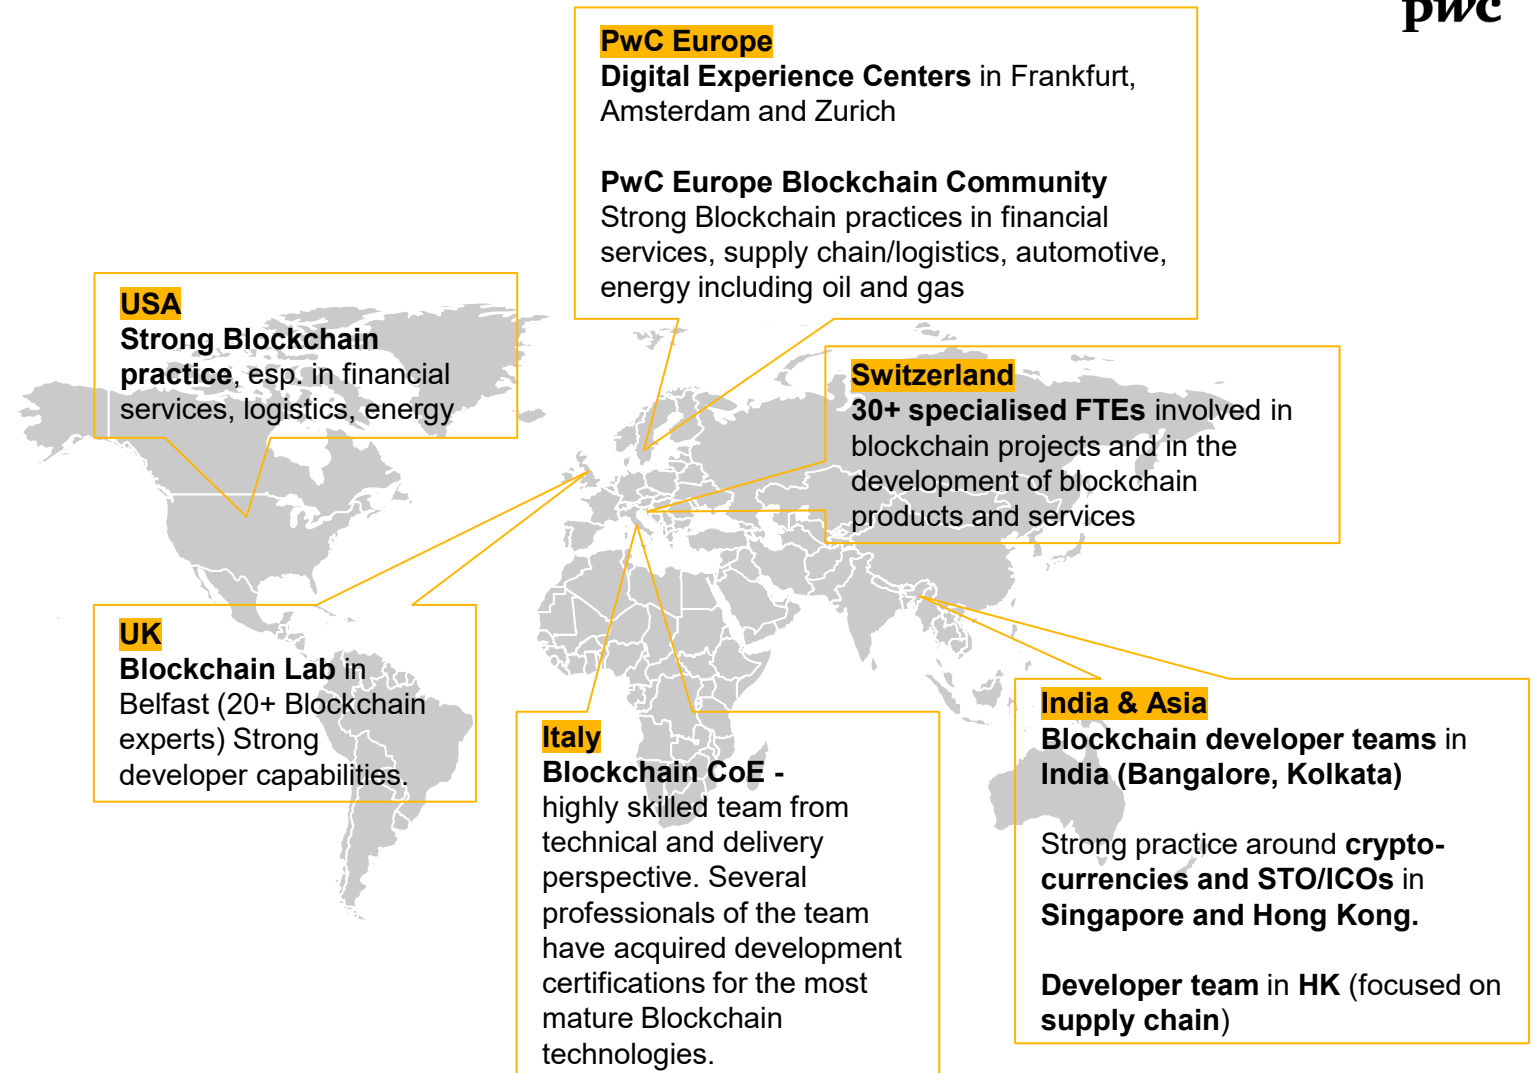 pwc
PwC Europe
Digital Experience Centers in Frankfurt,
Amsterdam and Zurich
PwC Europe Blockchain Community
Strong Blockchain practices in financial
services, supply chain/logistics, automotive,
energy including oil and gas
USA
Strong Blockchain
practice, esp. in financial
services, logistics, energy
Switzerland
30+ specialised FTEs involved in
blockchain projects and in the
development of blockchain
products and services
UK
Blockchain Lab in
Belfast (20+ Blockchain
experts) Strong
developer capabilities.
Italy
Blockchain CoE -
highly skilled team from
technical and delivery
perspective. Several
professionals of the team
have acquired development
certifications for the most
mature Blockchain
technologies.
India & Asia
Blockchain developer teams in
India (Bangalore, Kolkata)
Strong practice around crypto-
currencies and STO/ICOs in
Singapore and Hong Kong.
Developer team in HK (focused on
supply chain)